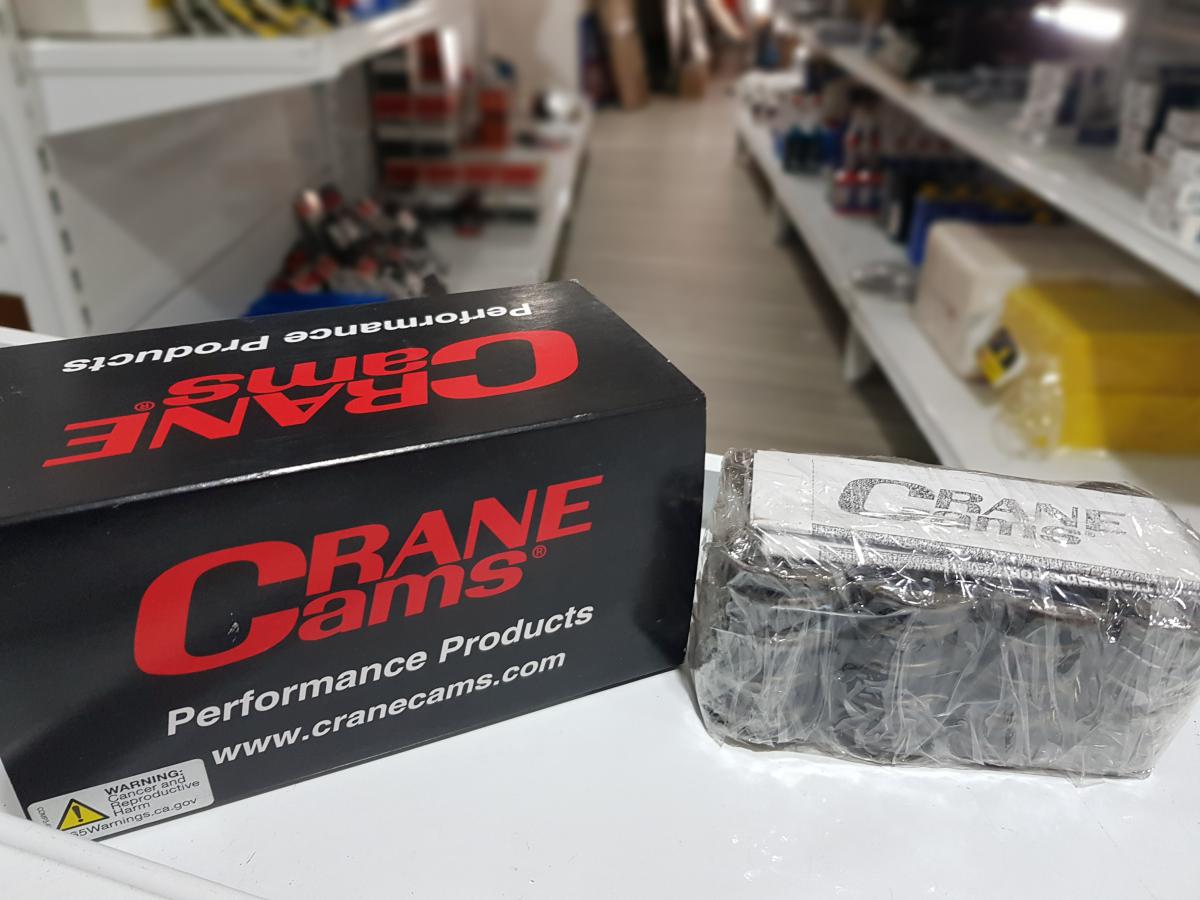 Performance Products
CRANE
Cams®
CRANE
Cams®
Performance Products
www.cranecams.com
WARNING:
Cancer and
Reproductive
Harm
65Warnings.ca.gov
CRANE
Cams